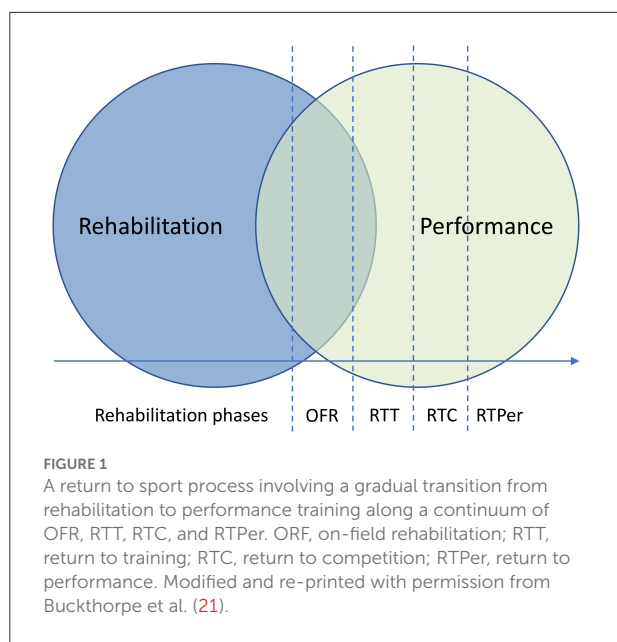 Rehabilitation
Performance
Rehabilitation phases
OFR
RTT
RTC
RTPer
FIGURE 1
A return to sport process involving a gradual transition from
rehabilitation to performance training along a continuum of
OFR, RTT, RTC, and RTPer. ORF, on-field rehabilitation; RTT,
return to training; RTC, return to competition; RTPer, return to
performance. Modified and re-printed with permission from
Buckthorpe et al. (21).